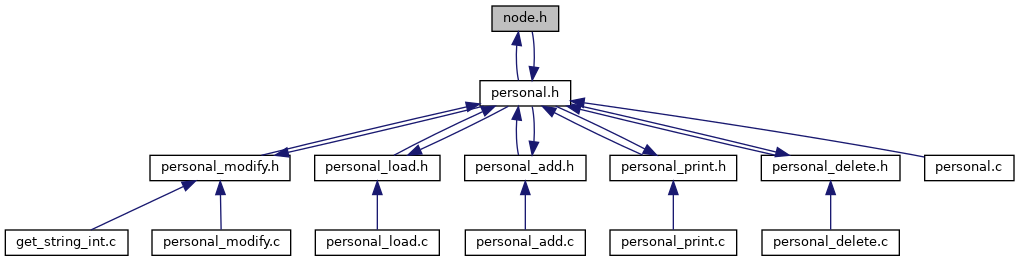 node.h
personal.h
personal_modify.h
personal_load.h
personal_add.h
personal_print.h
personal_delete.h
personal.c
get_string_int.c
personal_modify.c
personal_load.c
personal_add.c
personal_print.c
personal_delete.c